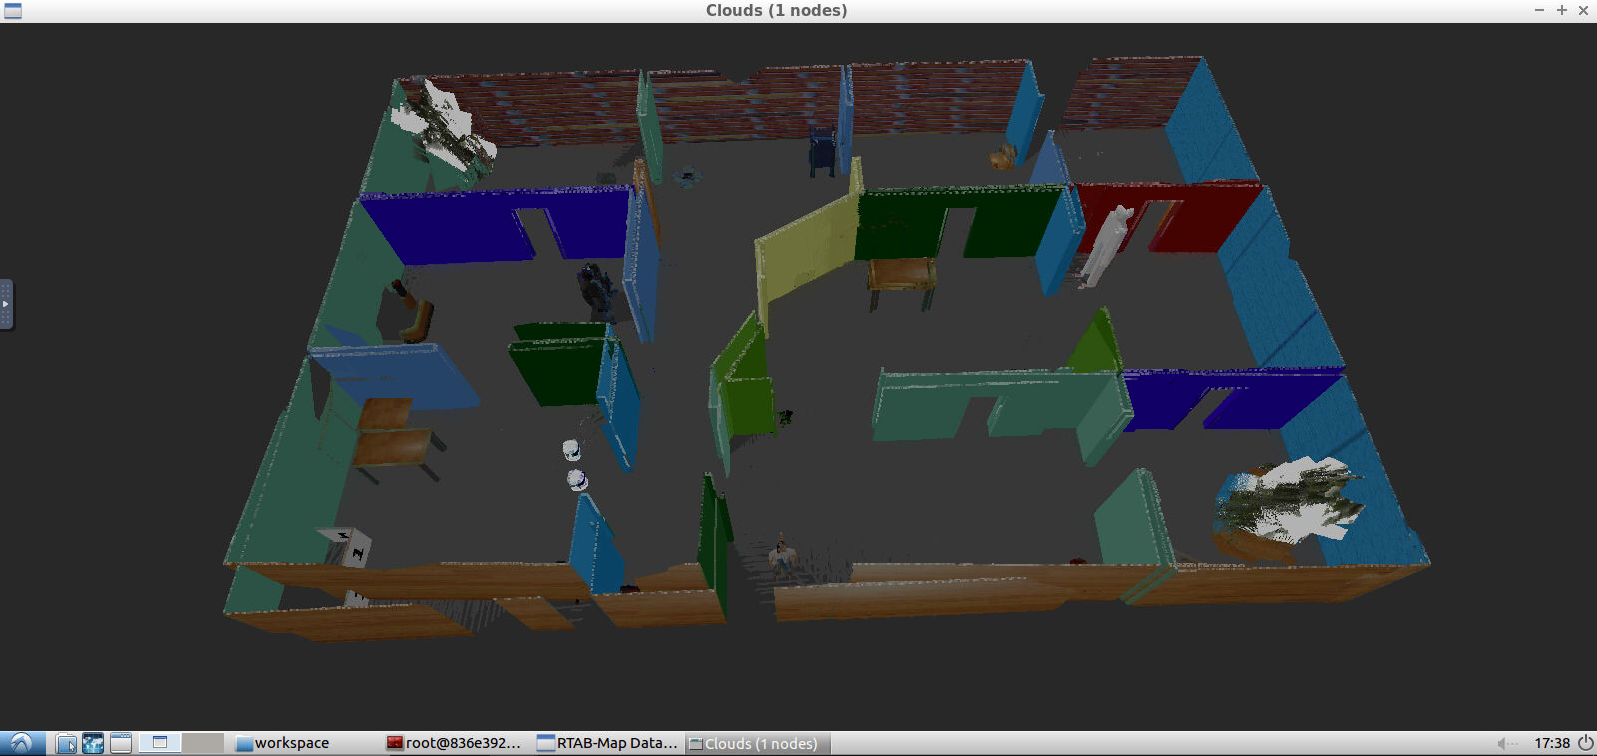 Clouds (1 nodes)
workspace
root@836e392...
RTAB-Map Data...
Clouds (1 nodes)
17:38